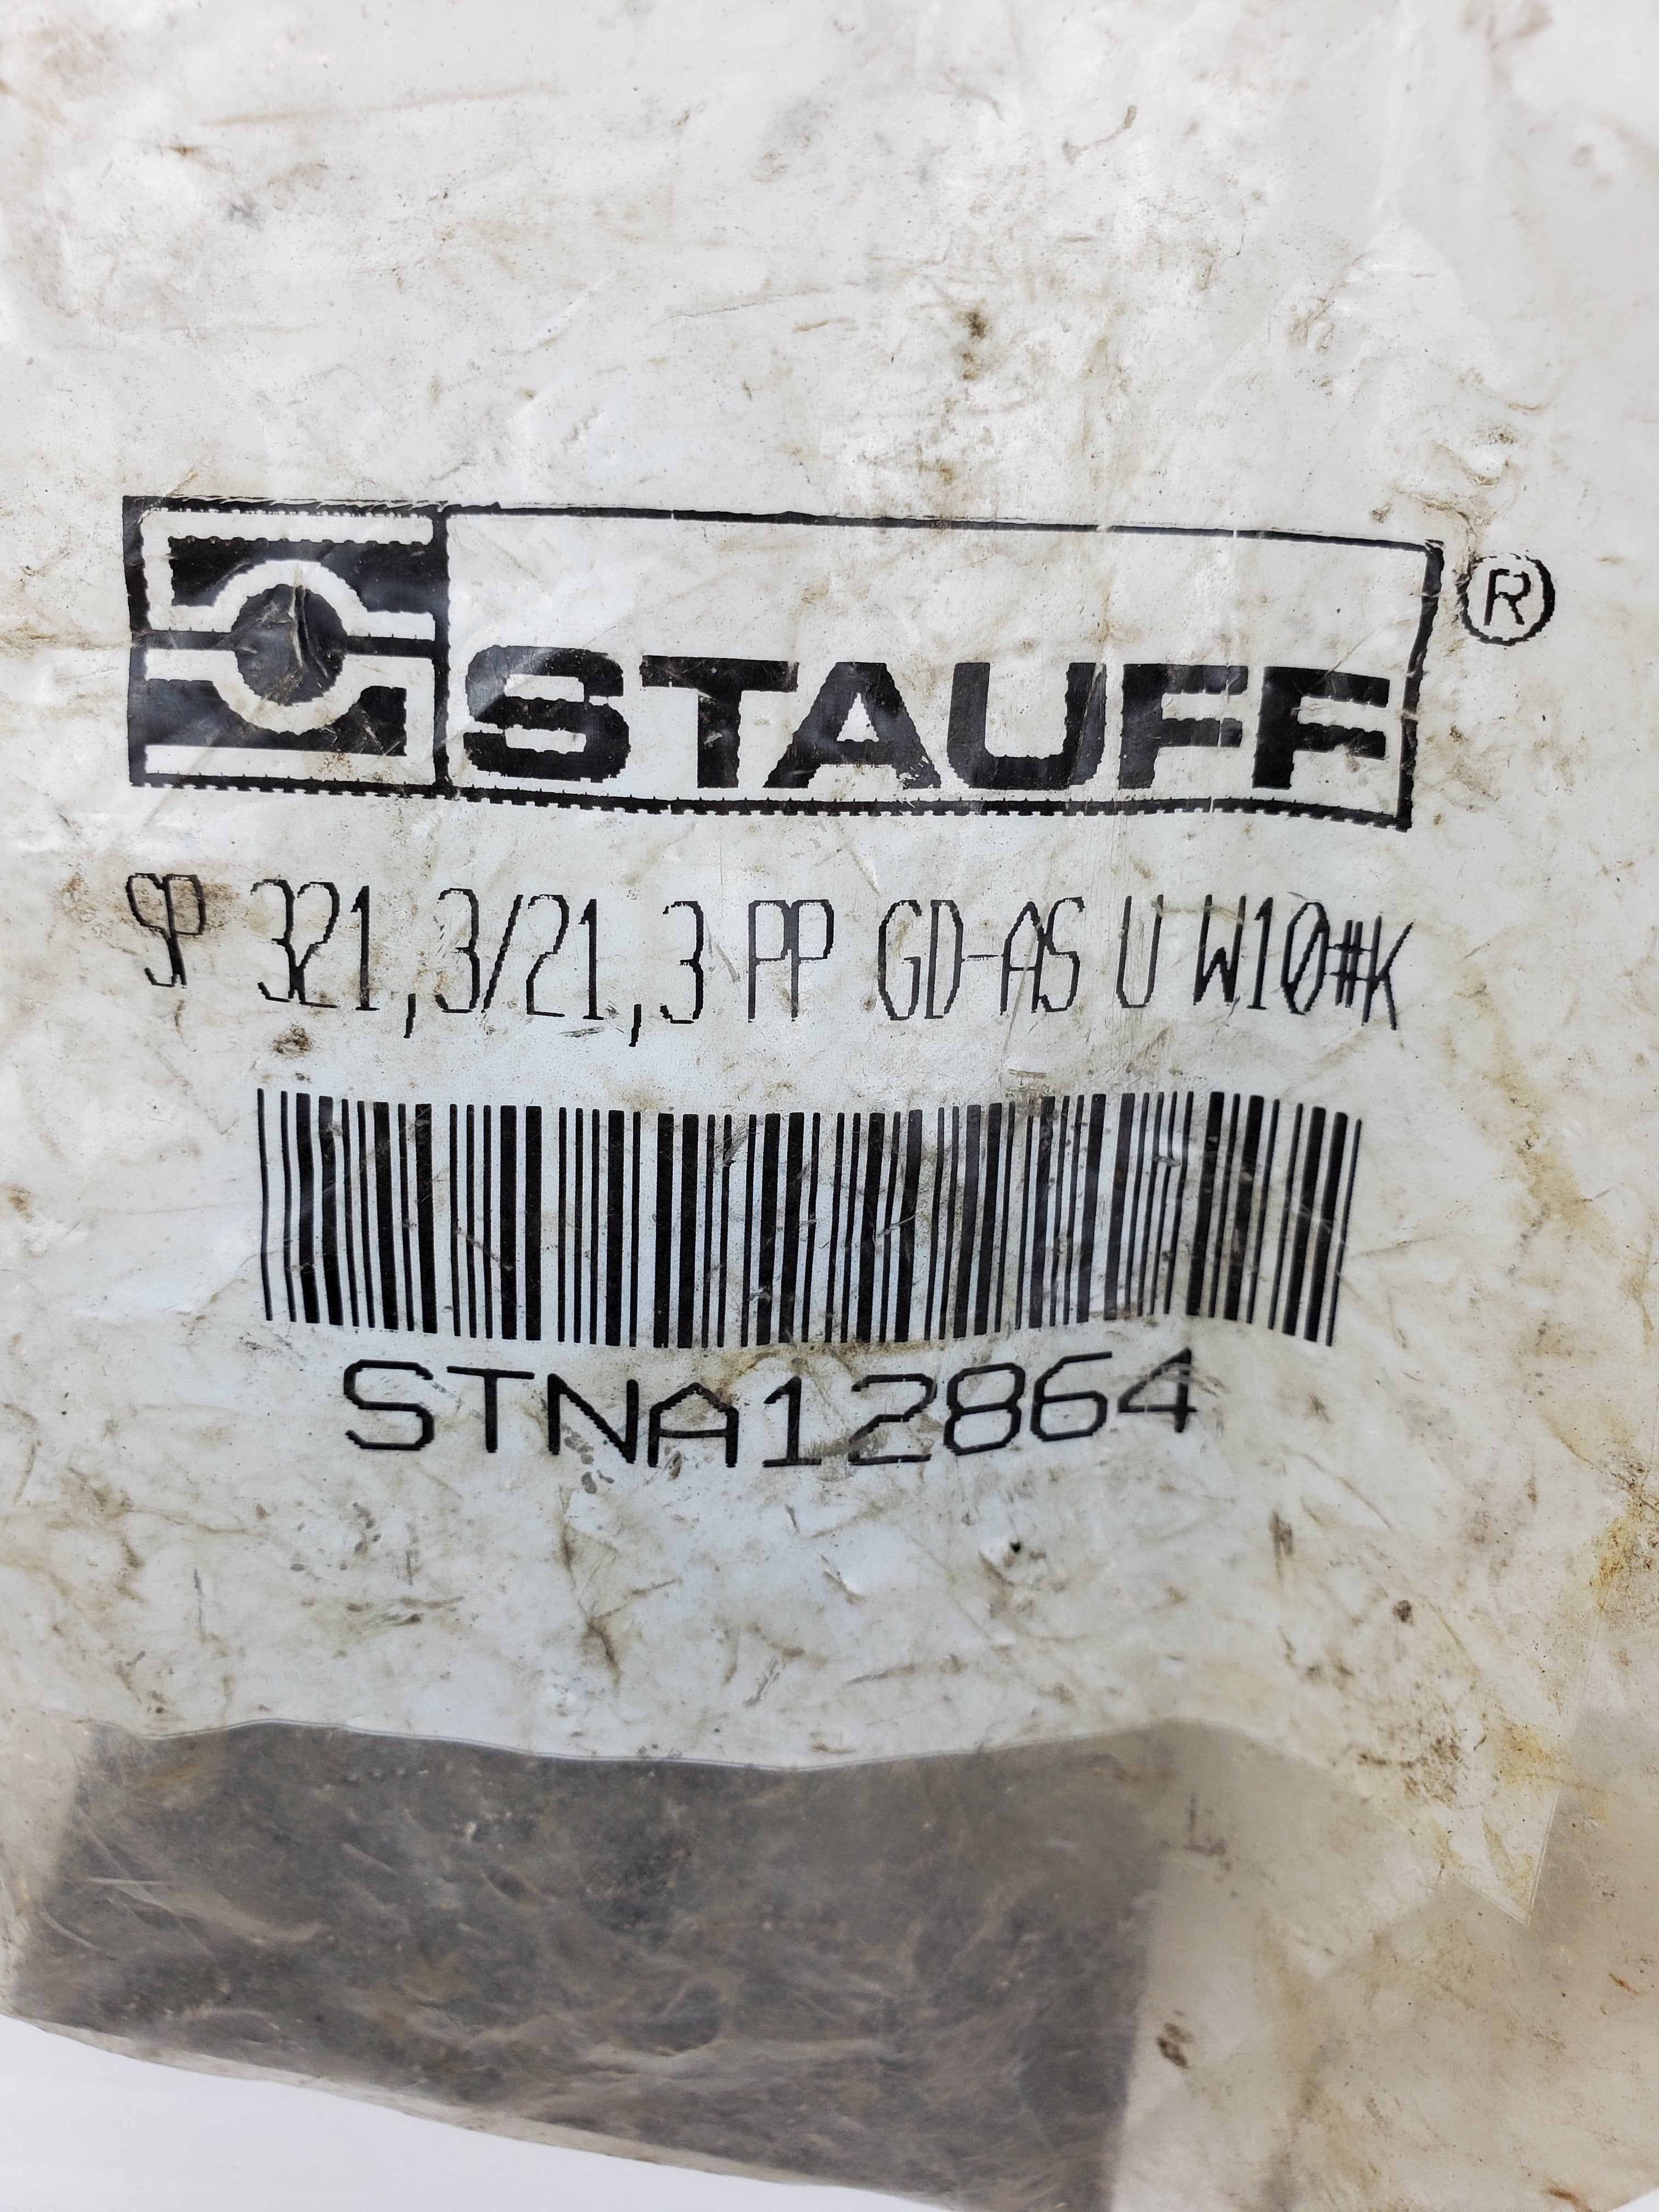 STAUFF ®
SP 321,3/21,3 PP GD-AS U W10#K
STNA12864